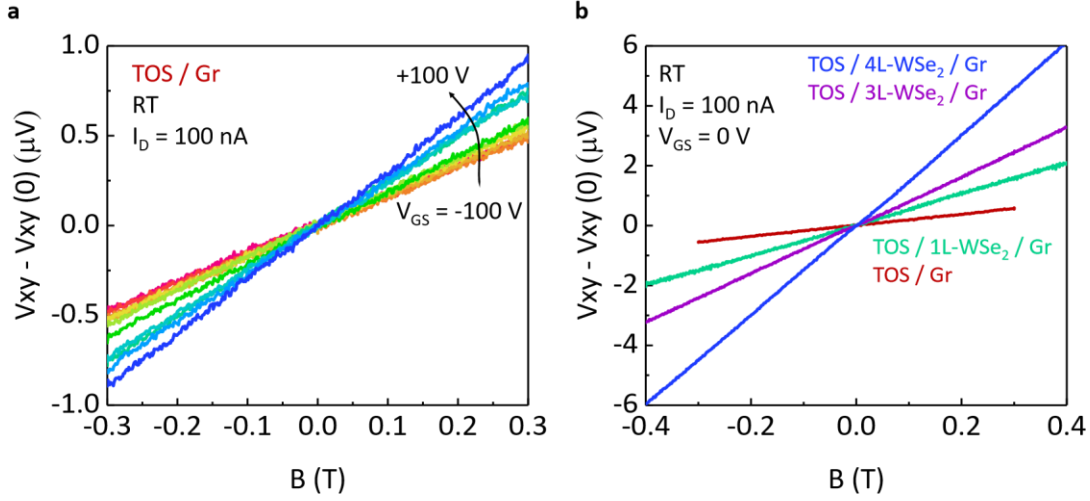 a
Vxy - Vxy (0) (µV)
1.0
0.5
0.0
-0.5
-1.0
TOS / Gr
RT
I_D = 100 nA
+100 V
V_GS = -100 V
-0.3 -0.2 -0.1 0.0 0.1 0.2 0.3
B (T)
b
Vxy - Vxy (0) (µV)
6
4
2
0
-2
-4
-6
RT
I_D = 100 nA
V_GS = 0 V
TOS / 4L-WSe₂ / Gr
TOS / 3L-WSe₂ / Gr
TOS / 1L-WSe₂ / Gr
TOS / Gr
-0.4 -0.2 0.0 0.2 0.4
B (T)